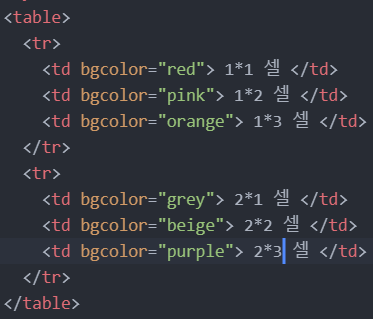 <table>
<tr>
<td bgcolor="red"> 1*1 셀 </td>
<td bgcolor="pink"> 1*2 셀 </td>
<td bgcolor="orange"> 1*3 셀 </td>
</tr>
<tr>
<td bgcolor="grey"> 2*1 셀 </td>
<td bgcolor="beige"> 2*2 셀 </td>
<td bgcolor="purple"> 2*3 셀 </td>
</tr>
</table>